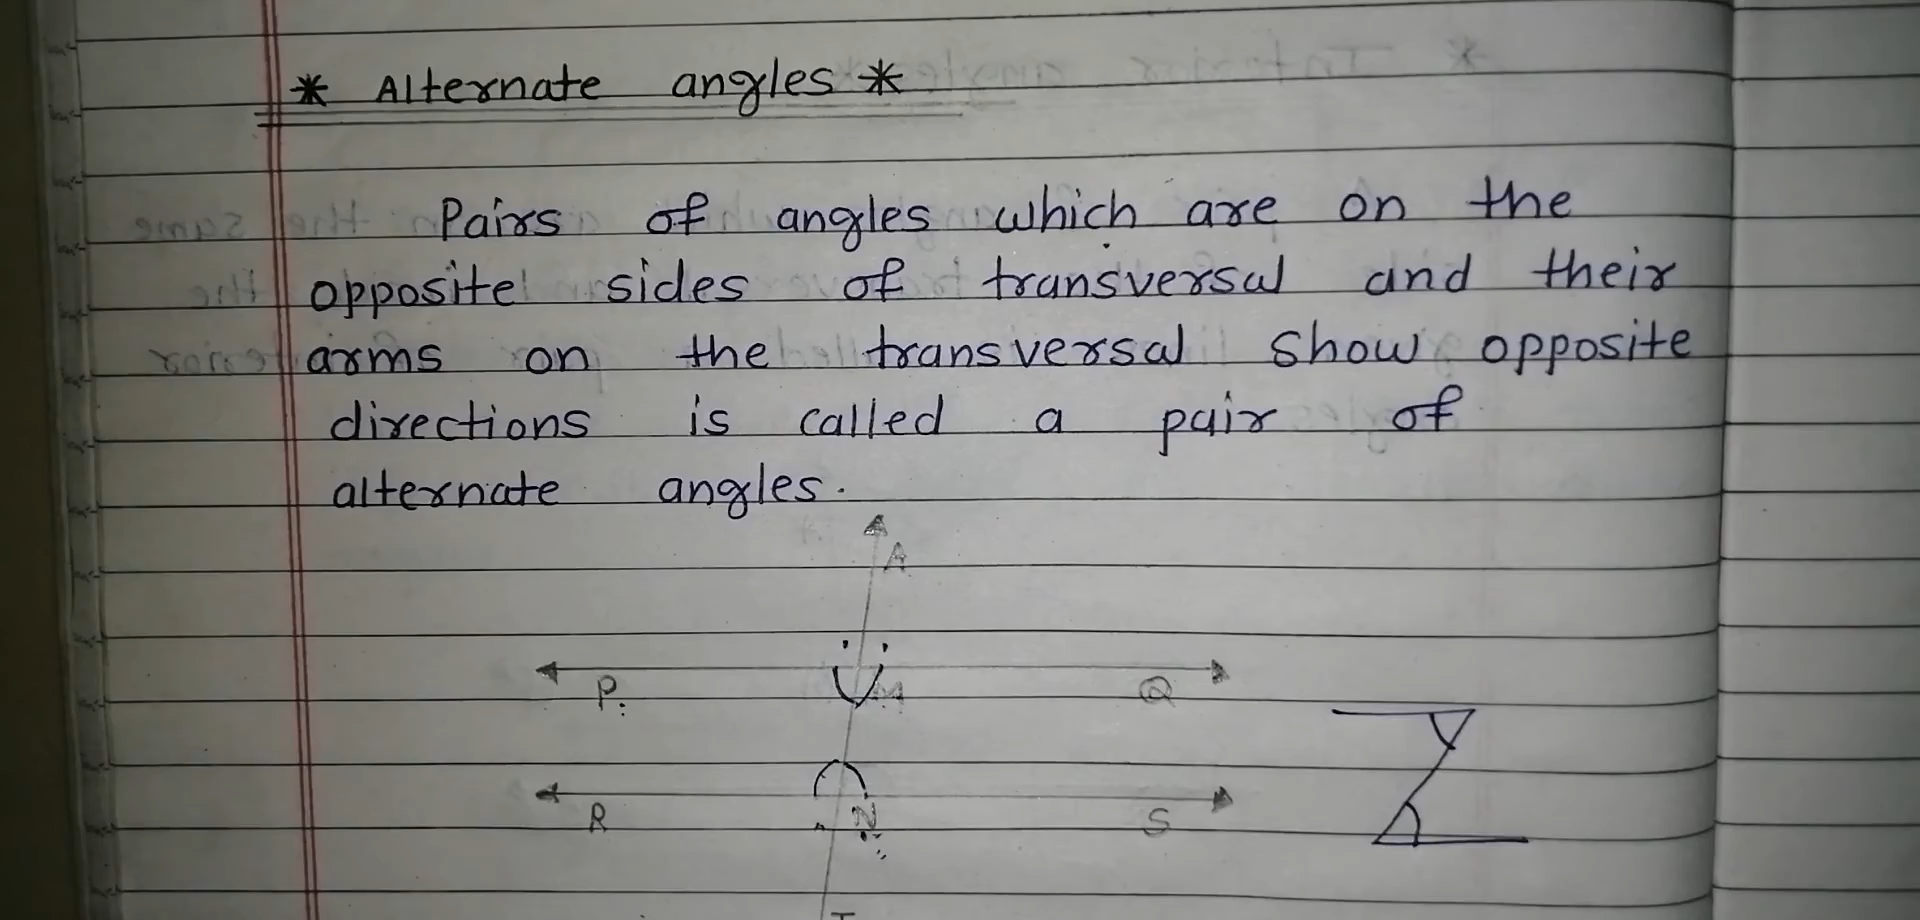 * Alternate angles *
Pairs of angles which are on the
opposite sides of transversal and their
arms on the transversal show opposite
directions is called a pair of
alternate angles.
A
P. M Q
R N S